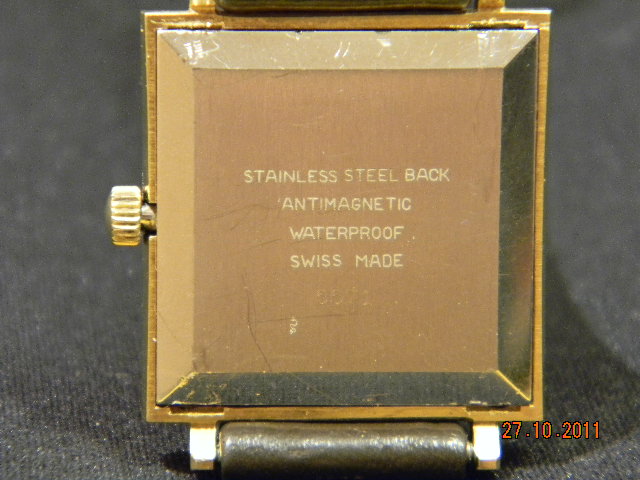 STAINLESS STEEL BACK
ANTIMAGNETIC
WATERPROOF
SWISS MADE
27.10.2011